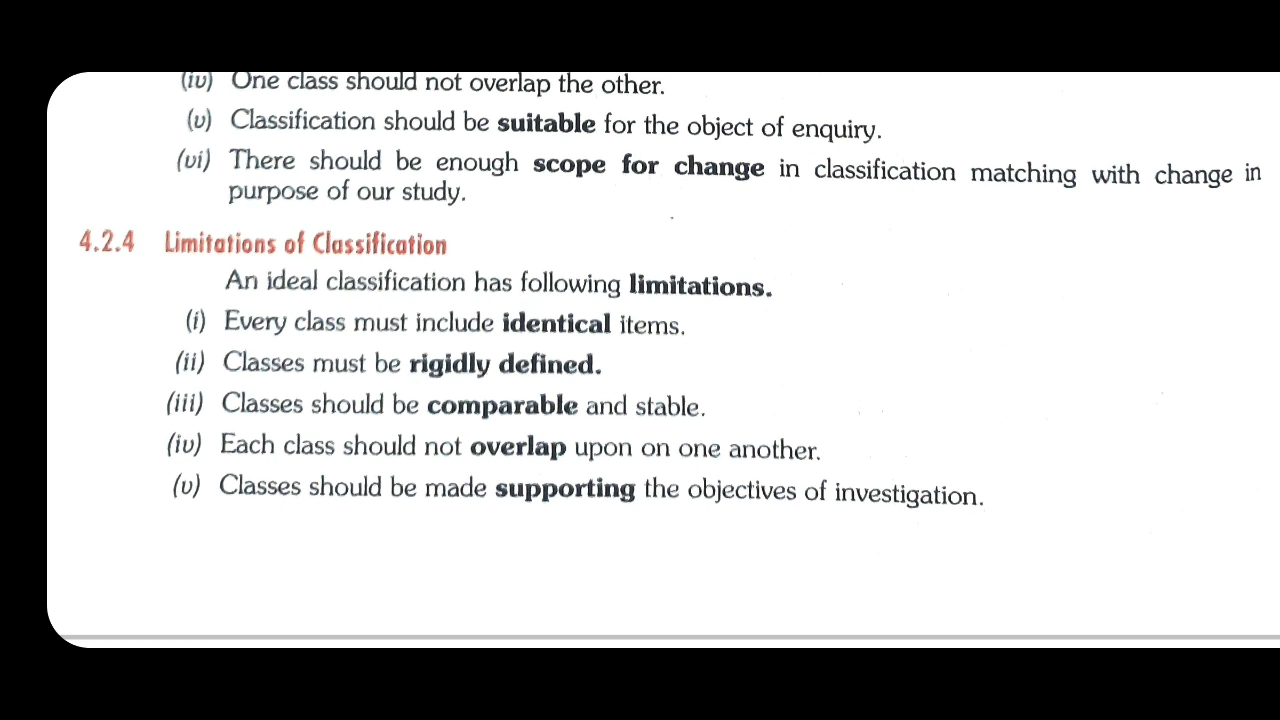 (iv) One class should not overlap the other.
(v) Classification should be suitable for the object of enquiry.
(vi) There should be enough scope for change in classification matching with change in
purpose of our study.
4.2.4 Limitations of Classification
An ideal classification has following limitations.
(i) Every class must include identical items.
(ii) Classes must be rigidly defined.
(iii) Classes should be comparable and stable.
(iv) Each class should not overlap upon on one another.
(v) Classes should be made supporting the objectives of investigation.